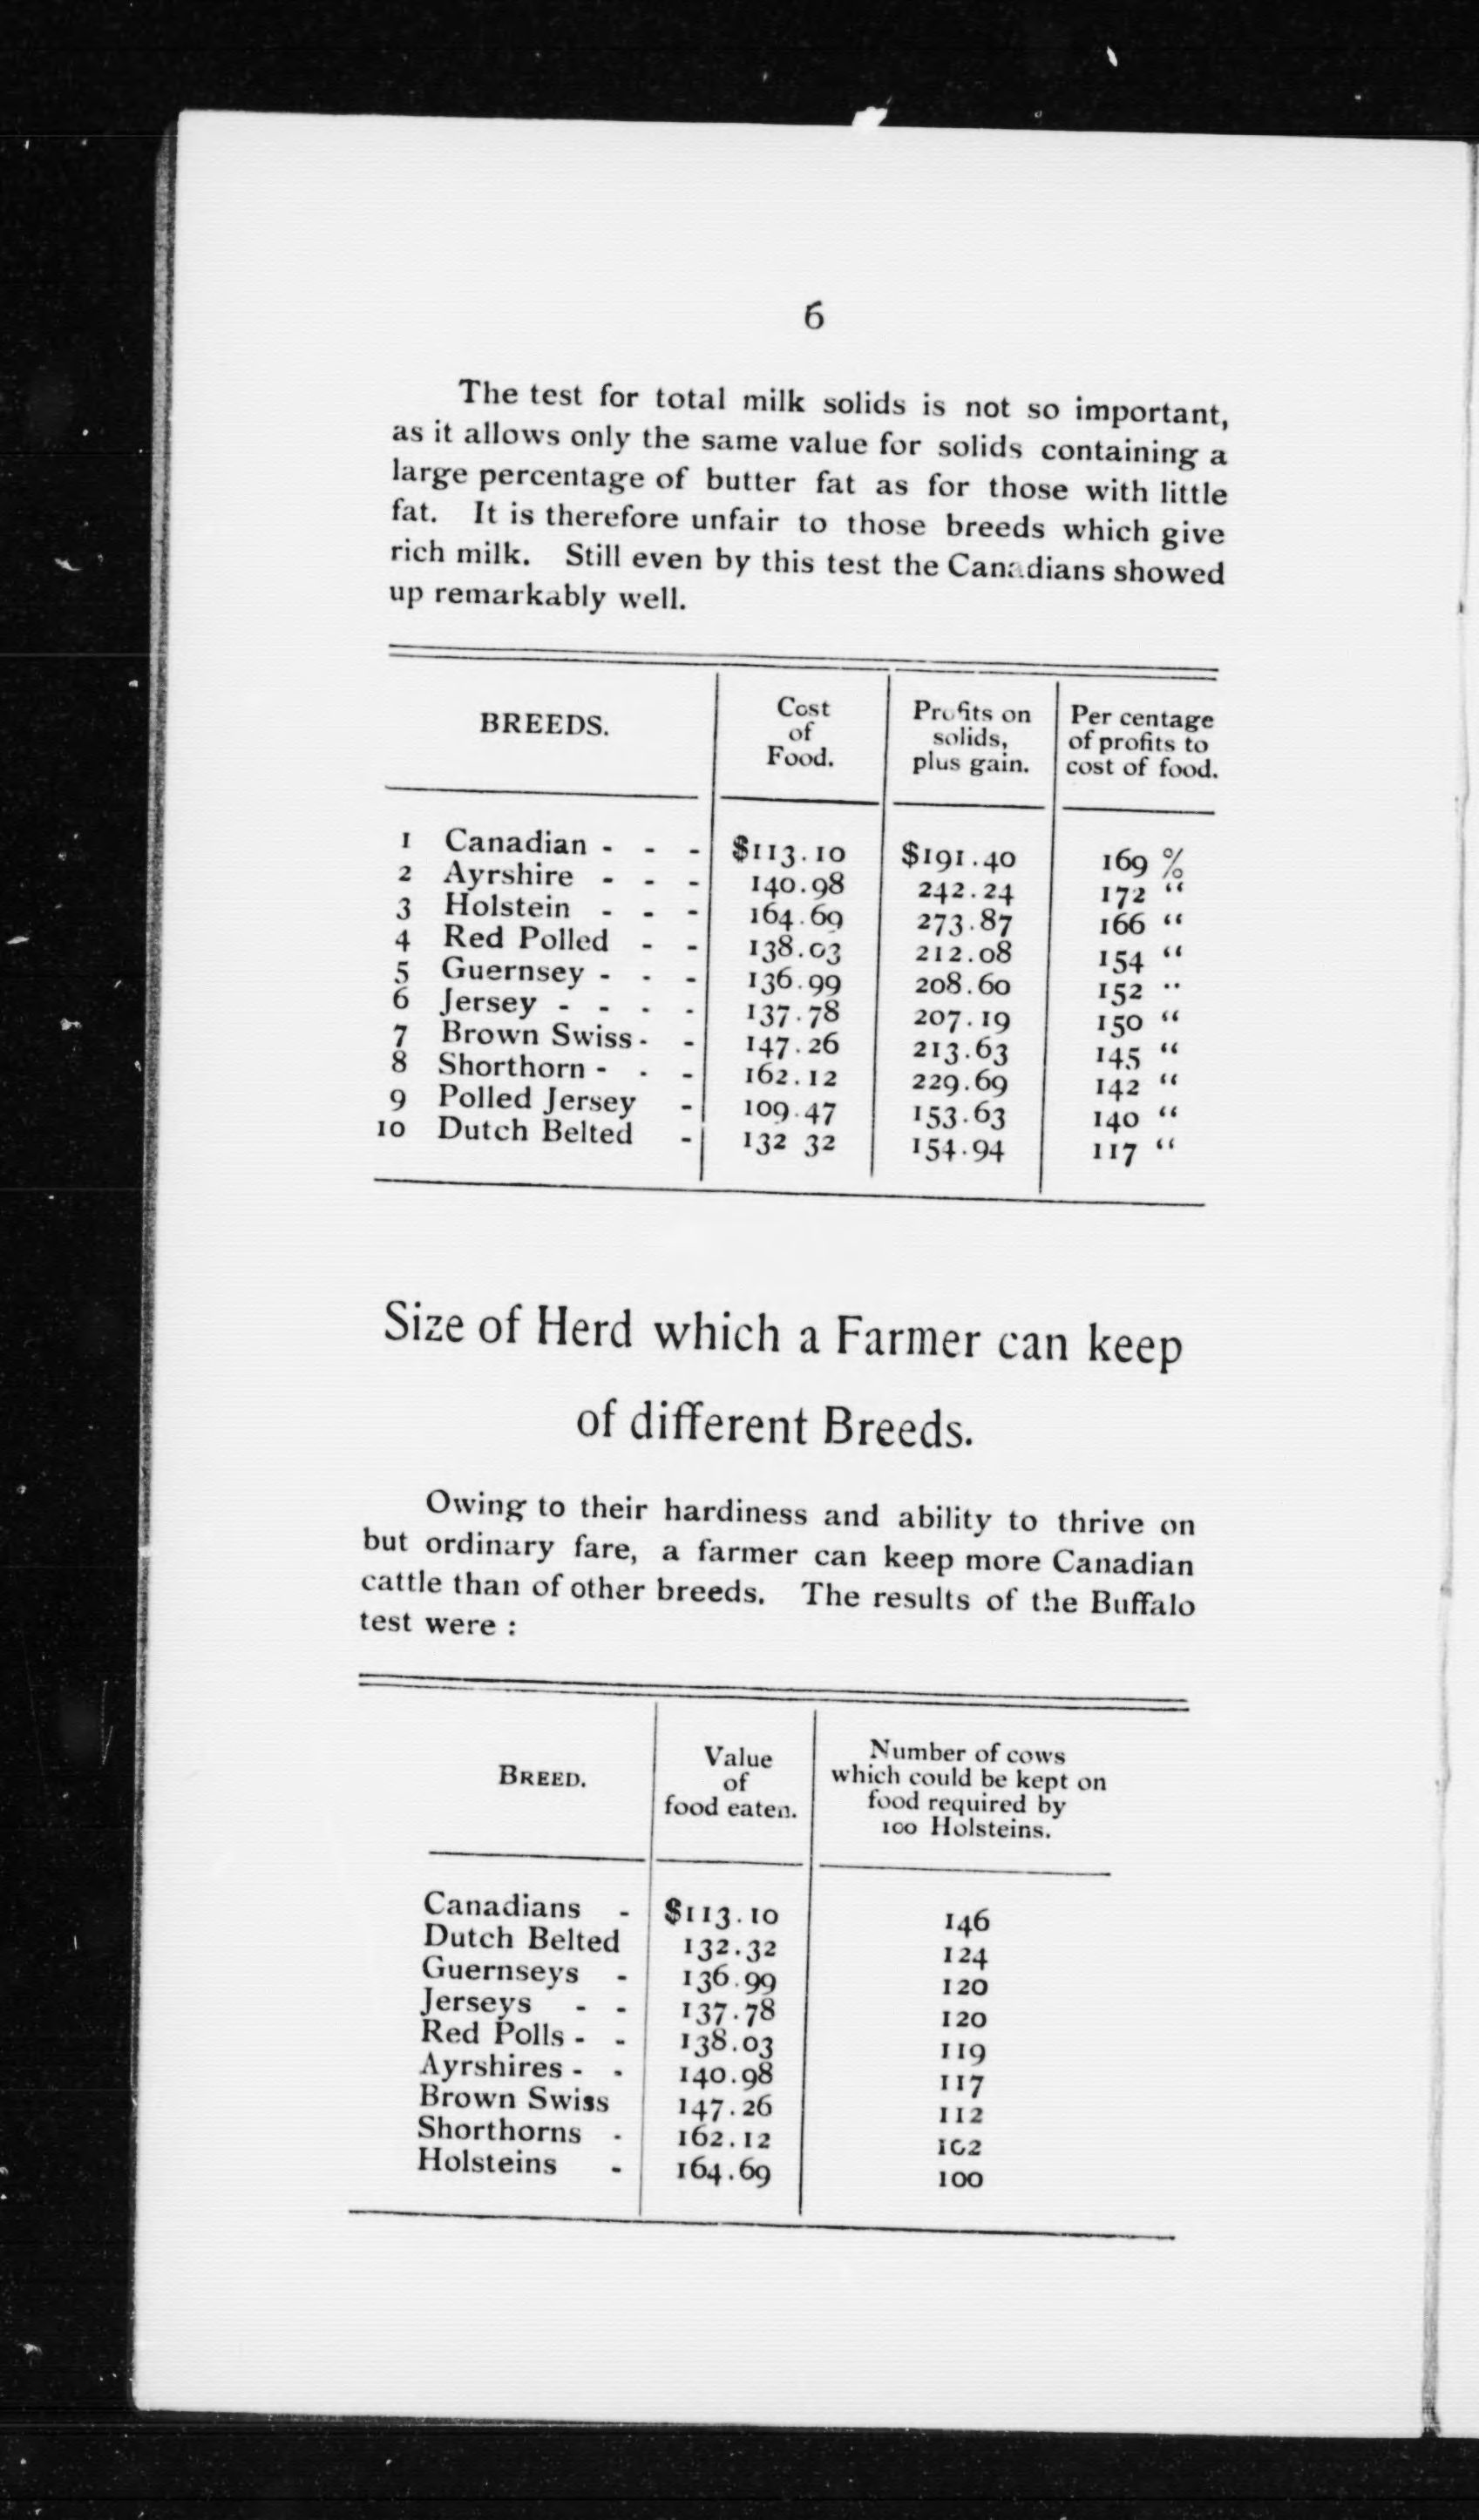 6
The test for total milk solids is not so important,
as it allows only the same value for solids containing a
large percentage of butter fat as for those with little
fat. It is therefore unfair to those breeds which give
rich milk. Still even by this test the Canadians showed
up remarkably well.
BREEDS. Cost of Food. Profits on solids, plus gain. Per centage of profits to cost of food.
1 Canadian - - - $113.10 $191.40 169 %
2 Ayrshire - - - 140.98 242.24 172 “
3 Holstein - - - 164.69 273.87 166 “
4 Red Polled - - 138.03 212.08 154 “
5 Guernsey - - - 136.99 208.60 152 “
6 Jersey - - - - 137.78 207.19 150 “
7 Brown Swiss - - 147.26 213.63 145 “
8 Shorthorn - - - 162.12 229.69 142 “
9 Polled Jersey - 109.47 153.63 140 “
10 Dutch Belted - 132 32 154.94 117 “
Size of Herd which a Farmer can keep
of different Breeds.
Owing to their hardiness and ability to thrive on
but ordinary fare, a farmer can keep more Canadian
cattle than of other breeds. The results of the Buffalo
test were :
BREED. Value of food eaten. Number of cows which could be kept on food required by 100 Holsteins.
Canadians - $113.10 146
Dutch Belted 132.32 124
Guernseys - 136.99 120
Jerseys - - 137.78 120
Red Polls - - 138.03 119
Ayrshires - - 140.98 117
Brown Swiss 147.26 112
Shorthorns - 162.12 102
Holsteins - 164.69 100